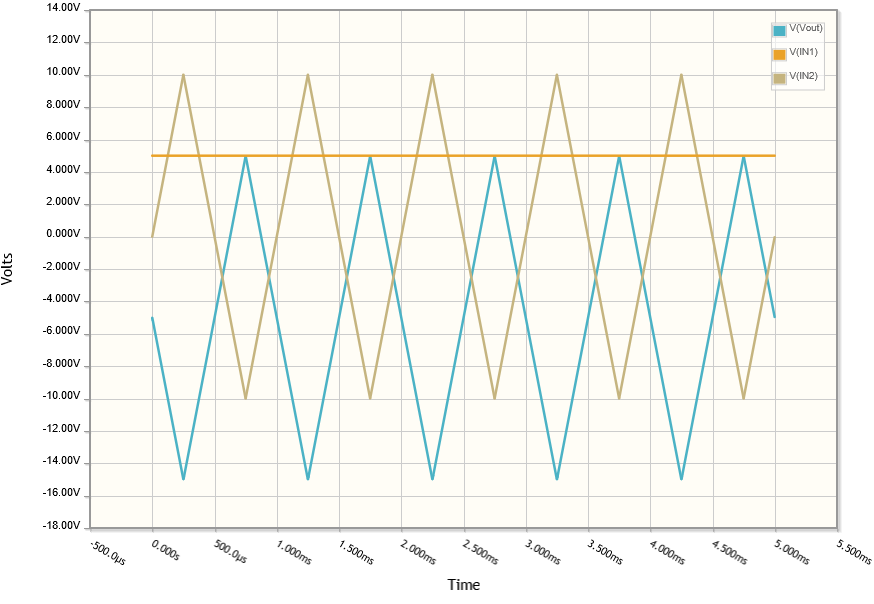 14.00V
12.00V
10.00V
8.000V
6.000V
4.000V
2.000V
0.000V
-2.000V
-4.000V
-6.000V
-8.000V
-10.00V
-12.00V
-14.00V
-16.00V
-18.00V
Volts
V(Vout)
V(IN1)
V(IN2)
-500.0µs
0.000s
500.0µs
1.000ms
1.500ms
2.000ms
2.500ms
3.000ms
3.500ms
4.000ms
4.500ms
5.000ms
5.500ms
Time